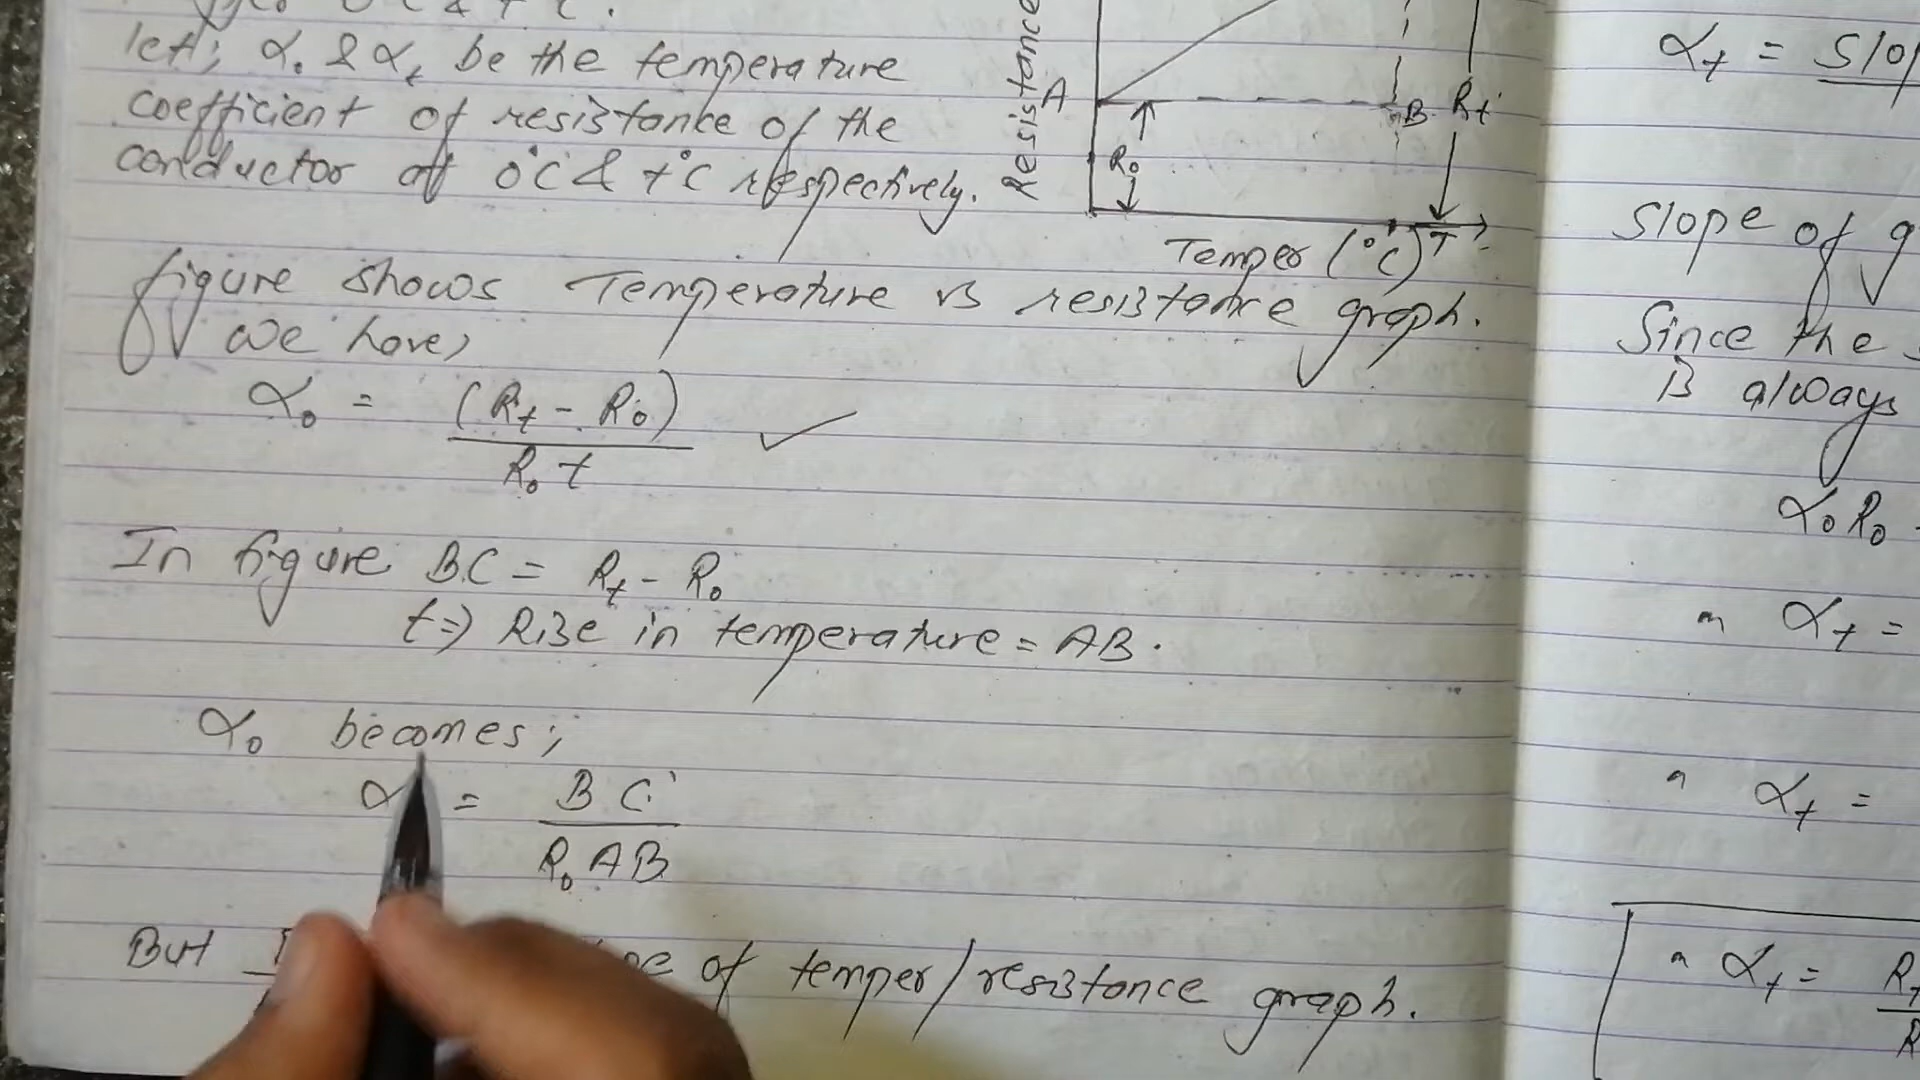 let; α₀ & αₜ be the temperature
coefficient of resistance of the
conductor at 0°C & t°C respectively.
Resistance
A
B
Rₜ
R₀
Temper (°C) T
figure shows Temperature vs resistance graph.
We have,
α₀ = (Rₜ - R₀)
R₀ t
In figure BC = Rₜ - R₀
t => Rise in temperature = AB.
α₀ becomes;
α = BC
R₀ AB
But
of temper/resistance graph.
αₜ =
Slope of
Since the
is always
α₀ R₀
αₜ =
αₜ =
αₜ = Rₜ
R